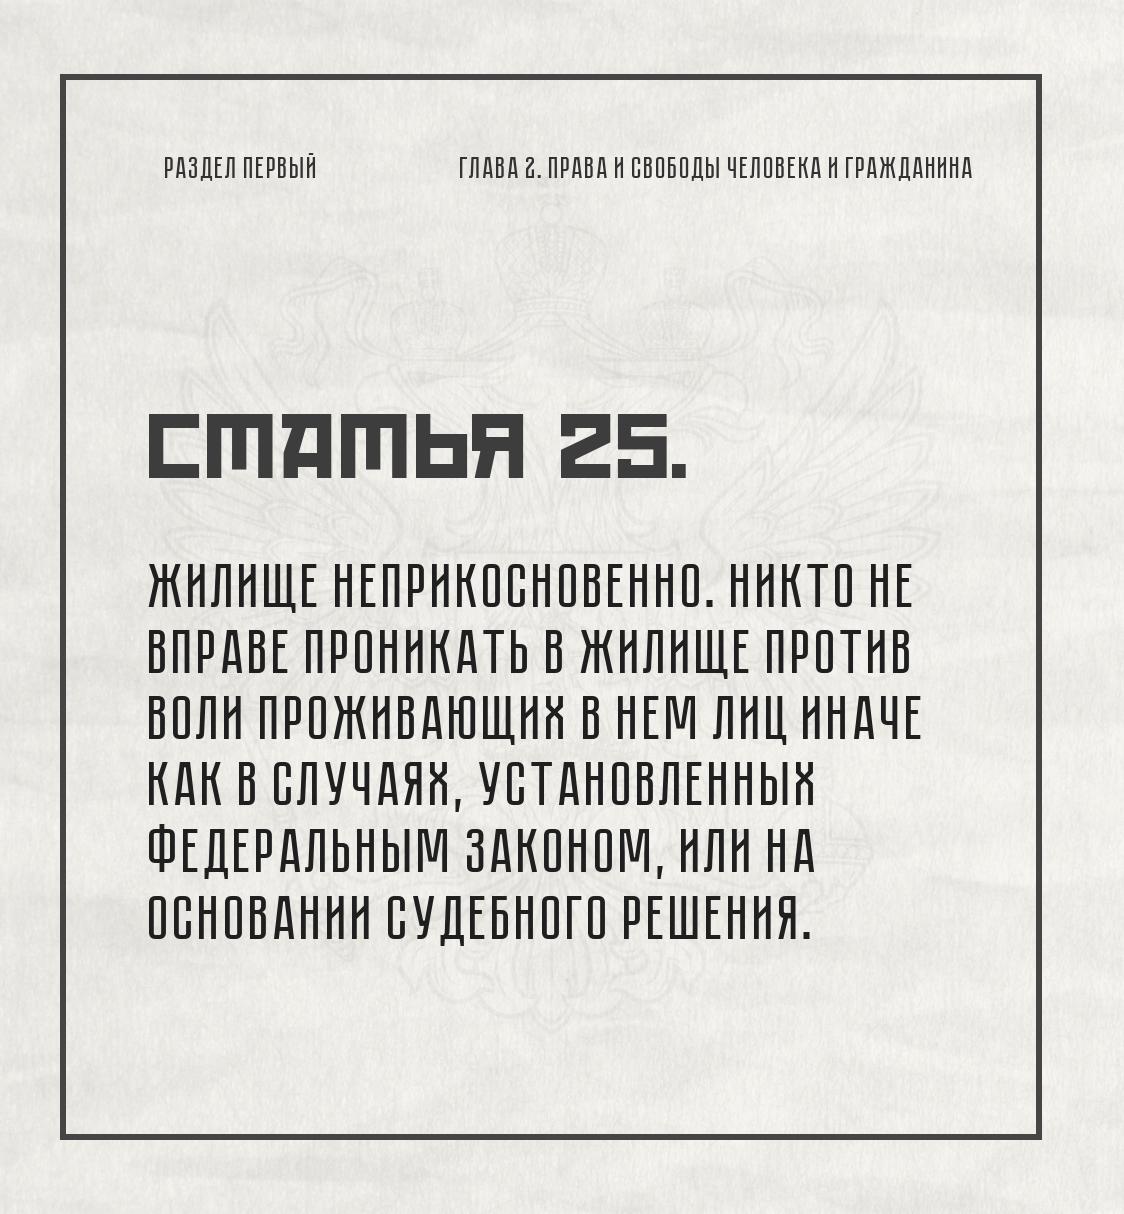 РАЗДЕЛ ПЕРВЫЙ
ГЛАВА 2. ПРАВА И СВОБОДЫ ЧЕЛОВЕКА И ГРАЖДАНИНА
СТАТЬЯ 25.
ЖИЛИЩЕ НЕПРИКОСНОВЕННО. НИКТО НЕ
ВПРАВЕ ПРОНИКАТЬ В ЖИЛИЩЕ ПРОТИВ
ВОЛИ ПРОЖИВАЮЩИХ В НЕМ ЛИЦ ИНАЧЕ
КАК В СЛУЧАЯХ, УСТАНОВЛЕННЫХ
ФЕДЕРАЛЬНЫМ ЗАКОНОМ, ИЛИ НА
ОСНОВАНИИ СУДЕБНОГО РЕШЕНИЯ.